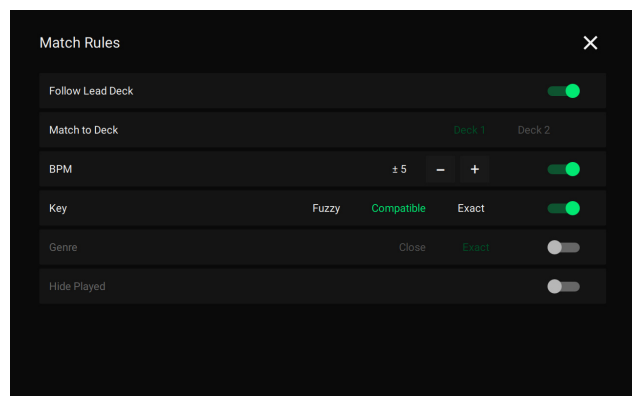 Match Rules
Follow Lead Deck
Match to Deck Deck 1 Deck 2
BPM ± 5 − +
Key Fuzzy Compatible Exact
Genre Close Exact
Hide Played